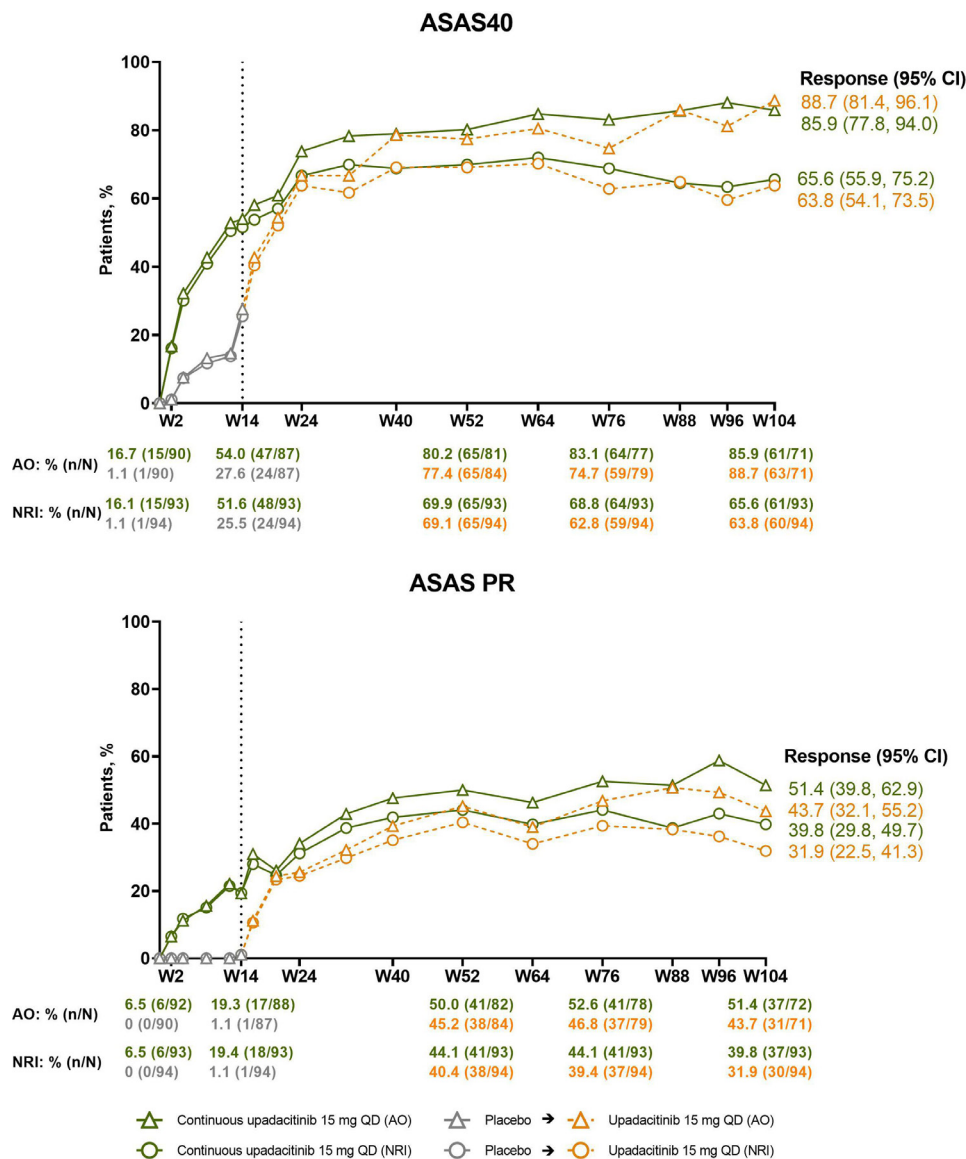 ASAS40
Response (95% CI)
88.7 (81.4, 96.1)
85.9 (77.8, 94.0)
65.6 (55.9, 75.2)
63.8 (54.1, 73.5)
Patients, %
100
80
60
40
20
0
W2 W14 W24 W40 W52 W64 W76 W88 W96 W104
AO: % (n/N)
16.7 (15/90) 54.0 (47/87) 80.2 (65/81) 83.1 (64/77) 85.9 (61/71)
1.1 (1/90) 27.6 (24/87) 77.4 (65/84) 74.7 (59/79) 88.7 (63/71)
NRI: % (n/N)
16.1 (15/93) 51.6 (48/93) 69.9 (65/93) 68.8 (64/93) 65.6 (61/93)
1.1 (1/94) 25.5 (24/94) 69.1 (65/94) 62.8 (59/94) 63.8 (60/94)
ASAS PR
Response (95% CI)
51.4 (39.8, 62.9)
43.7 (32.1, 55.2)
39.8 (29.8, 49.7)
31.9 (22.5, 41.3)
Patients, %
100
80
60
40
20
0
W2 W14 W24 W40 W52 W64 W76 W88 W96 W104
AO: % (n/N)
6.5 (6/92) 19.3 (17/88) 50.0 (41/82) 52.6 (41/78) 51.4 (37/72)
0 (0/90) 1.1 (1/87) 45.2 (38/84) 46.8 (37/79) 43.7 (31/71)
NRI: % (n/N)
6.5 (6/93) 19.4 (18/93) 44.1 (41/93) 44.1 (41/93) 39.8 (37/93)
0 (0/94) 1.1 (1/94) 40.4 (38/94) 39.4 (37/94) 31.9 (30/94)
Continuous upadacitinib 15 mg QD (AO) Placebo → Upadacitinib 15 mg QD (AO)
Continuous upadacitinib 15 mg QD (NRI) Placebo → Upadacitinib 15 mg QD (NRI)